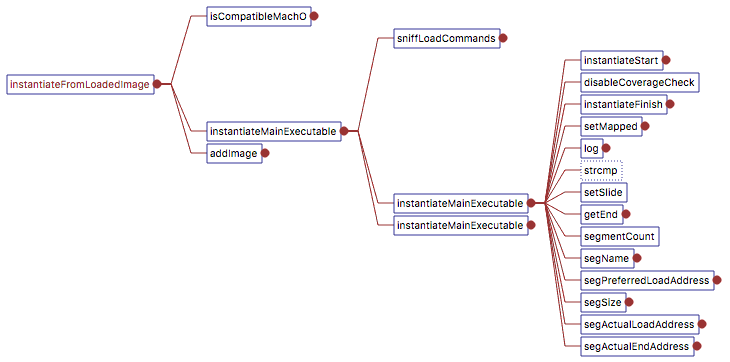 instantiateFromLoadedImage
isCompatibleMachO
instantiateMainExecutable
addImage
sniffLoadCommands
instantiateMainExecutable
instantiateMainExecutable
instantiateStart
disableCoverageCheck
instantiateFinish
setMapped
log
strcmp
setSlide
getEnd
segmentCount
segName
segPreferredLoadAddress
segSize
segActualLoadAddress
segActualEndAddress